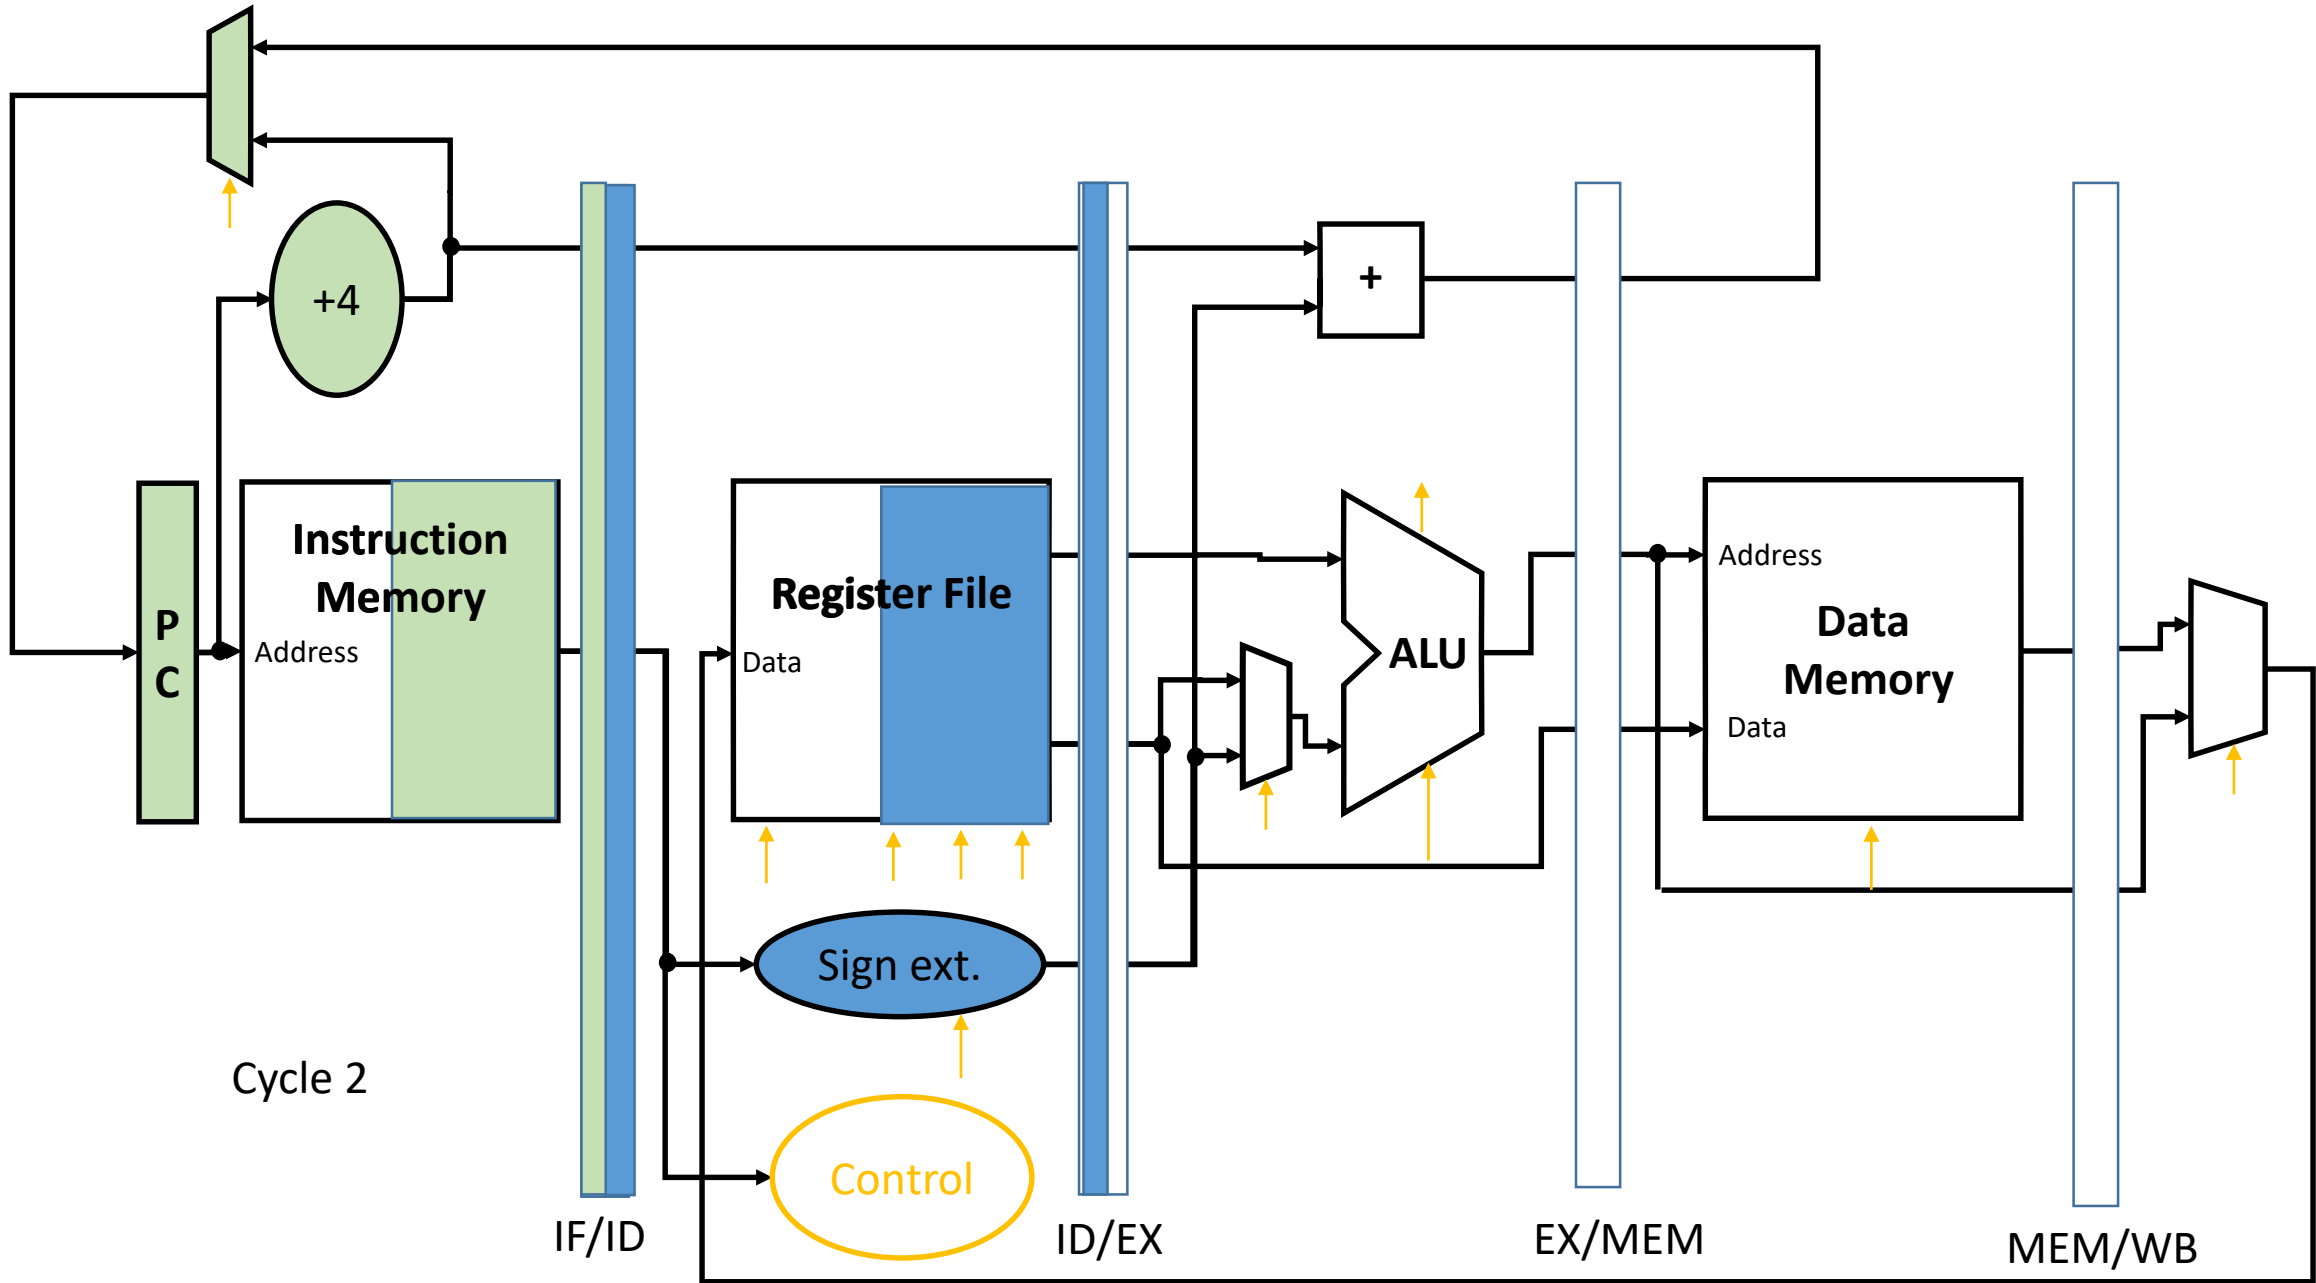 +4
+
Instruction
Memory
Address
P
C
Register File
Data
ALU
Address
Data
Memory
Data
Sign ext.
Cycle 2
Control
IF/ID
ID/EX
EX/MEM
MEM/WB